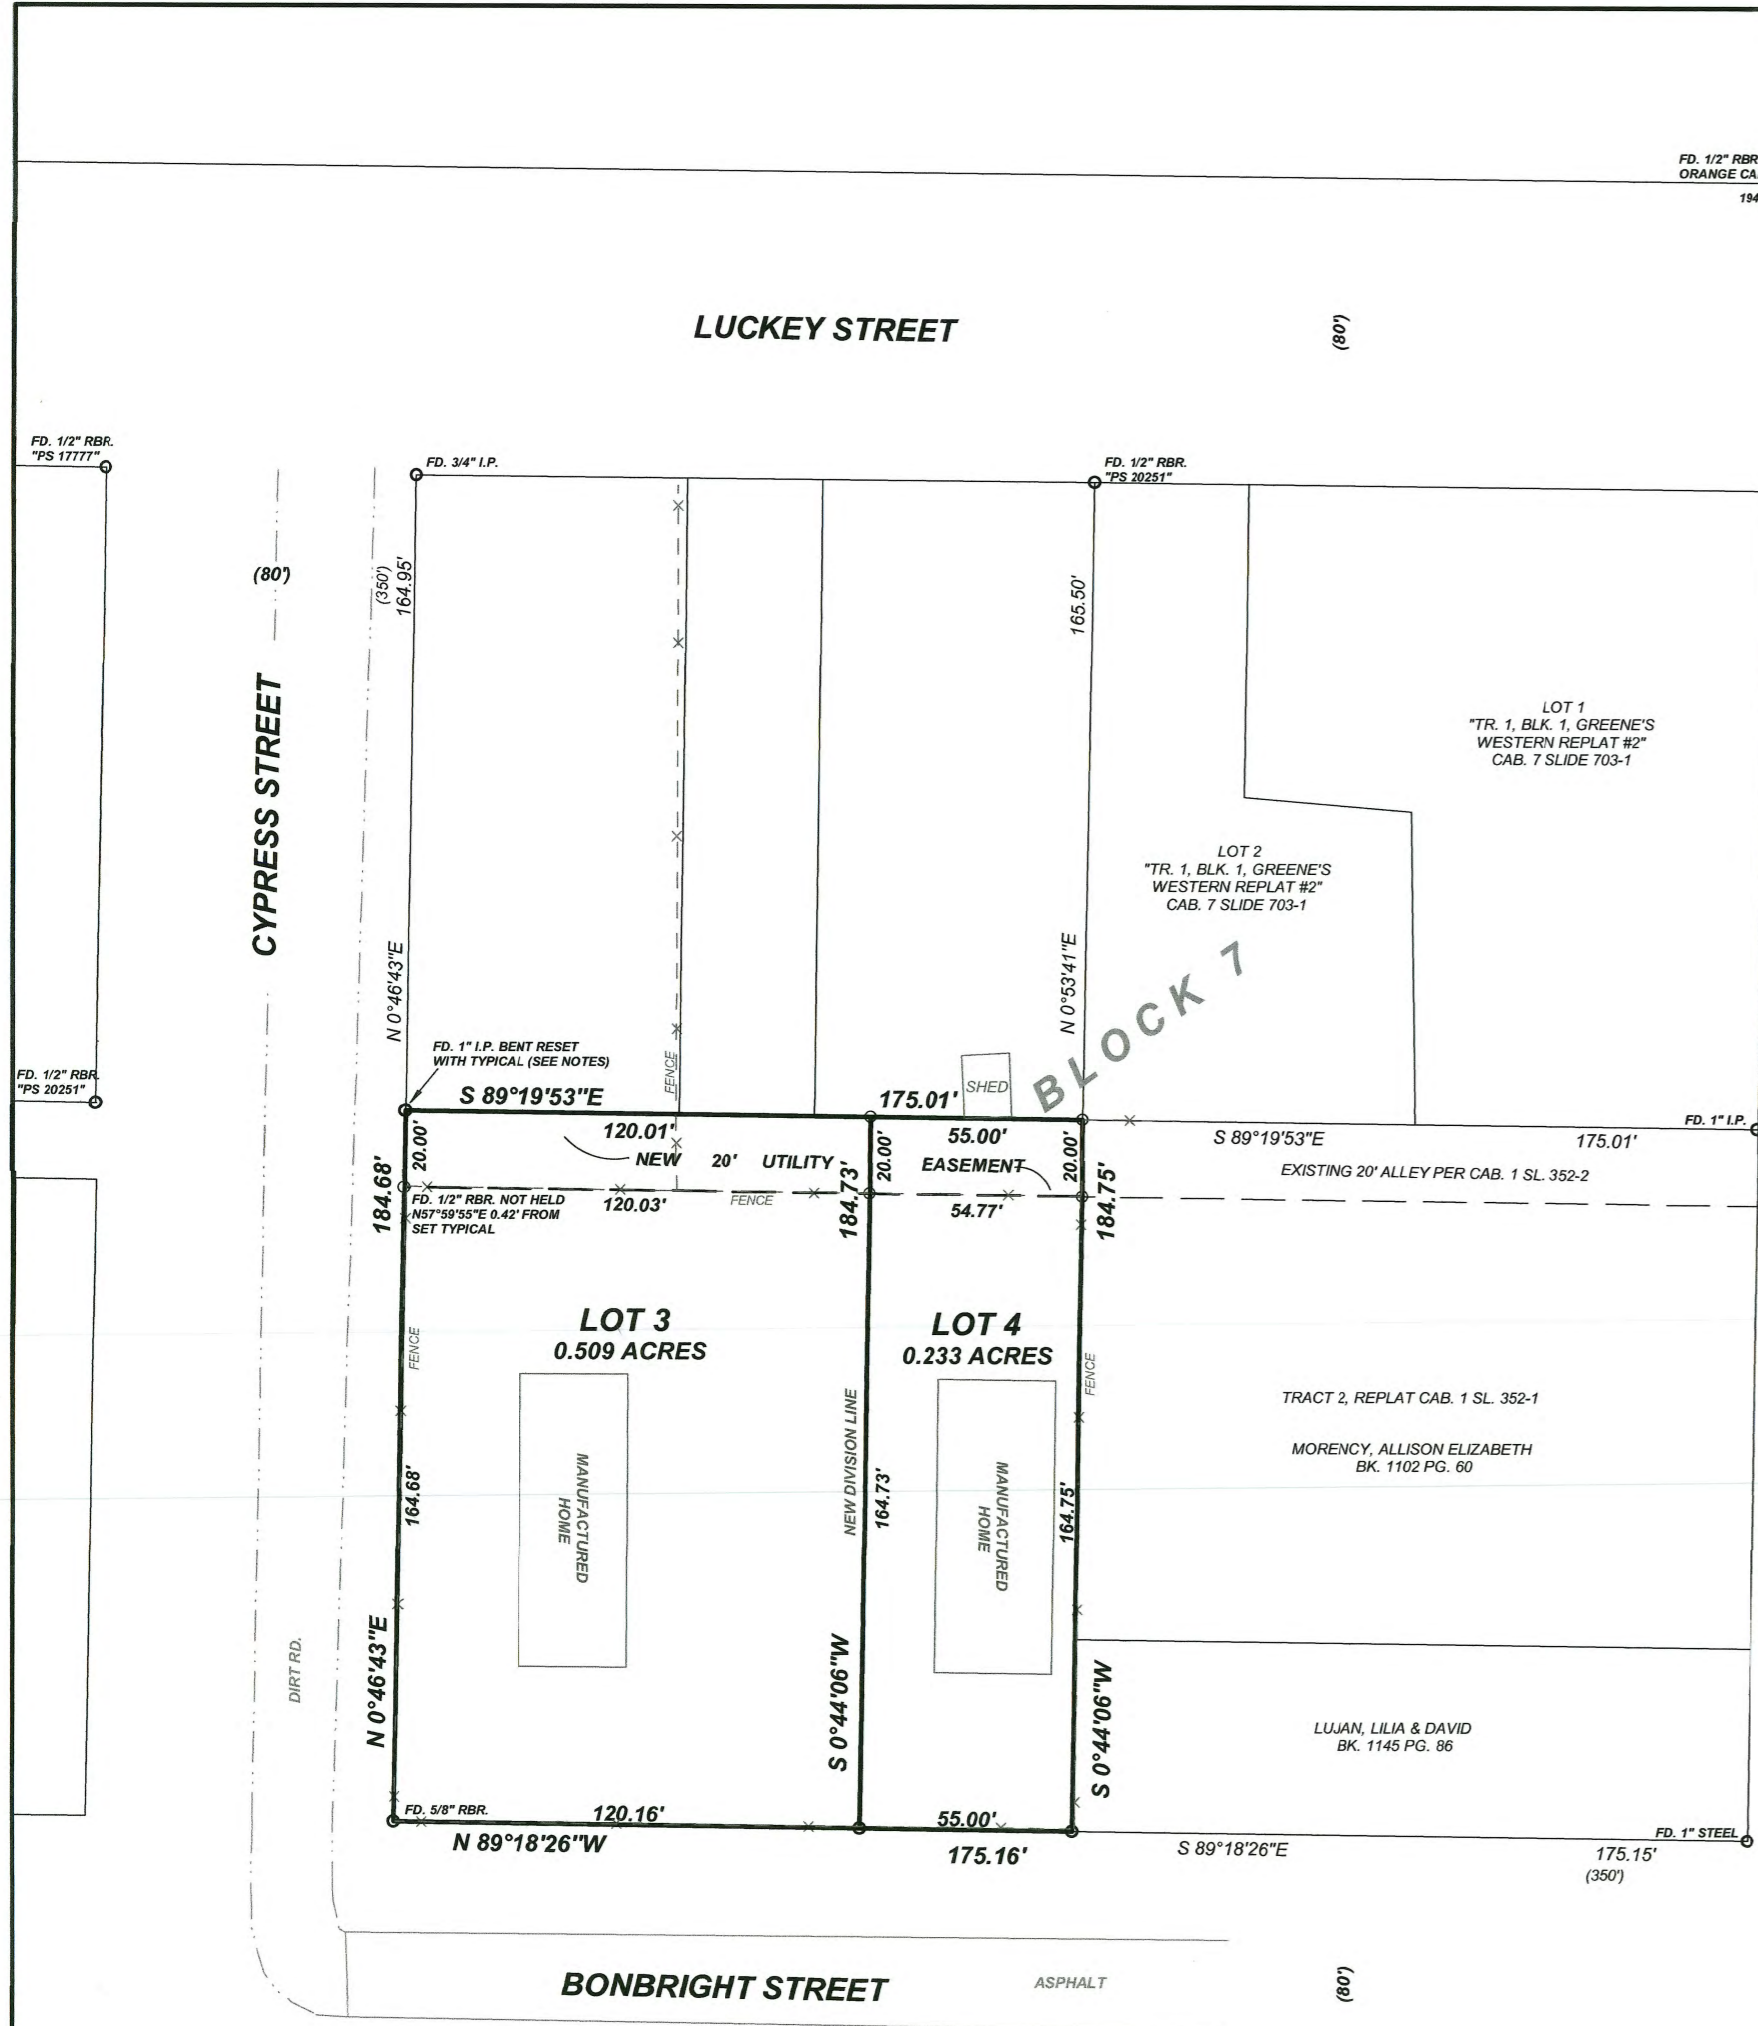 FD. 1/2" RBR
ORANGE CA
194
LUCKEY STREET
(80')
FD. 1/2" RBR.
"PS 17777"
FD. 3/4" I.P.
FD. 1/2" RBR.
"PS 20251"
(80')
(350')
164.95'
165.50'
CYPRESS STREET
LOT 1
"TR. 1, BLK. 1, GREENE'S
WESTERN REPLAT #2"
CAB. 7 SLIDE 703-1
LOT 2
"TR. 1, BLK. 1, GREENE'S
WESTERN REPLAT #2"
CAB. 7 SLIDE 703-1
N 0°46'43"E
N 0°53'41"E
BLOCK 7
FD. 1" I.P. BENT RESET
WITH TYPICAL (SEE NOTES)
FENCE
FD. 1/2" RBR.
"PS 20251"
SHED
S 89°19'53"E
175.01'
FD. 1" I.P.
120.01'
55.00'
S 89°19'53"E
175.01'
20.00'
20.00'
20.00'
NEW 20' UTILITY EASEMENT
EXISTING 20' ALLEY PER CAB. 1 SL. 352-2
184.68'
184.73'
184.75'
FD. 1/2" RBR. NOT HELD
N57°59'55"E 0.42' FROM
SET TYPICAL
120.03'
FENCE
54.77'
LOT 3
0.509 ACRES
LOT 4
0.233 ACRES
FENCE
FENCE
TRACT 2, REPLAT CAB. 1 SL. 352-1
MORENCY, ALLISON ELIZABETH
BK. 1102 PG. 60
NEW DIVISION LINE
164.68'
MANUFACTURED
HOME
164.73'
MANUFACTURED
HOME
164.75'
DIRT RD.
N 0°46'43"E
S 0°44'06"W
S 0°44'06"W
LUJAN, LILIA & DAVID
BK. 1145 PG. 86
FD. 5/8" RBR.
120.16'
55.00'
N 89°18'26"W
175.16'
S 89°18'26"E
FD. 1" STEEL
175.15'
(350')
BONBRIGHT STREET
ASPHALT
(80')